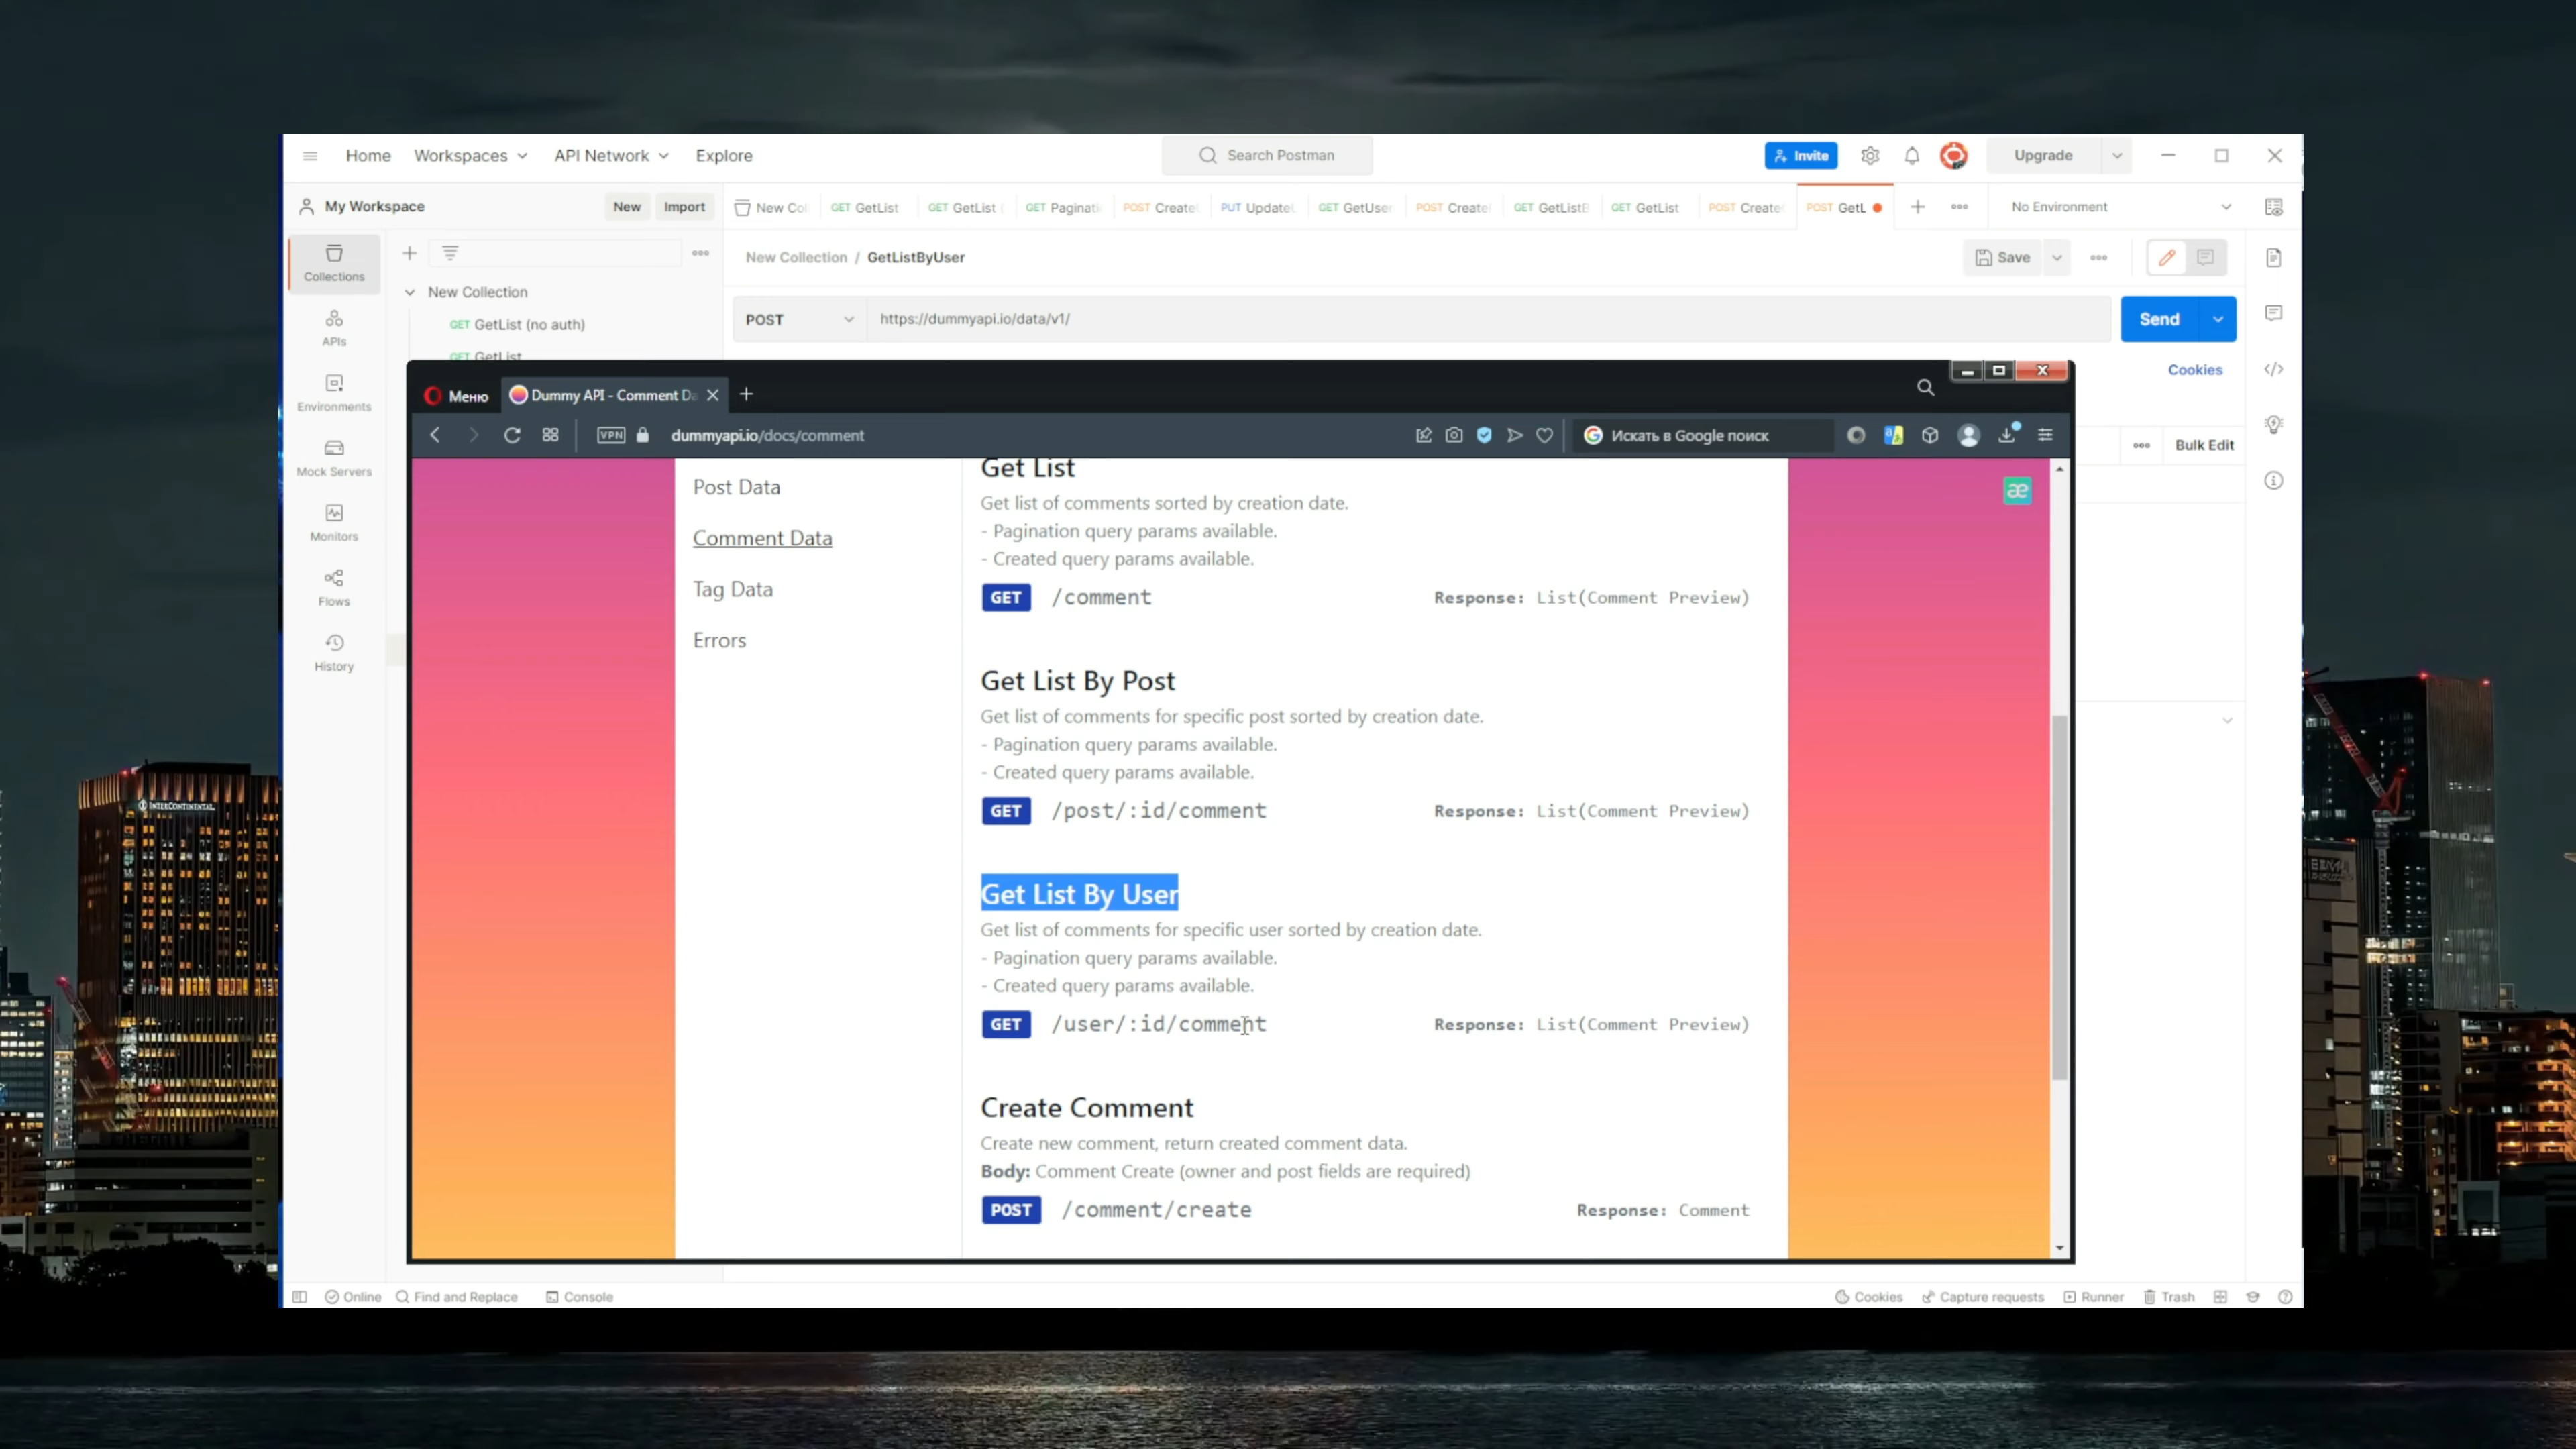 Home Workspaces API Network Explore
Search Postman
Invite
Upgrade
My Workspace
New
Import
New Col
GET GetList
GET GetList (
GET Paginati
POST Create
PUT Update
GET GetUser
POST Create
GET GetListB
GET GetList
POST Create
POST GetL
No Environment
Collections
APIs
Environments
Mock Servers
Monitors
Flows
History
New Collection
GET GetList (no auth)
GET GetList
New Collection / GetListByUser
Save
POST
https://dummyapi.io/data/v1/
Send
Cookies
Bulk Edit
Меню
Dummy API - Comment Da
VPN
dummyapi.io/docs/comment
Искать в Google поиск
æ
Post Data
Comment Data
Tag Data
Errors
Get List
Get list of comments sorted by creation date.
- Pagination query params available.
- Created query params available.
GET /comment Response: List(Comment Preview)
Get List By Post
Get list of comments for specific post sorted by creation date.
- Pagination query params available.
- Created query params available.
GET /post/:id/comment Response: List(Comment Preview)
Get List By User
Get list of comments for specific user sorted by creation date.
- Pagination query params available.
- Created query params available.
GET /user/:id/comment Response: List(Comment Preview)
Create Comment
Create new comment, return created comment data.
Body: Comment Create (owner and post fields are required)
POST /comment/create Response: Comment
Online Find and Replace Console
Cookies Capture requests Runner Trash
INTERCONTINENTAL